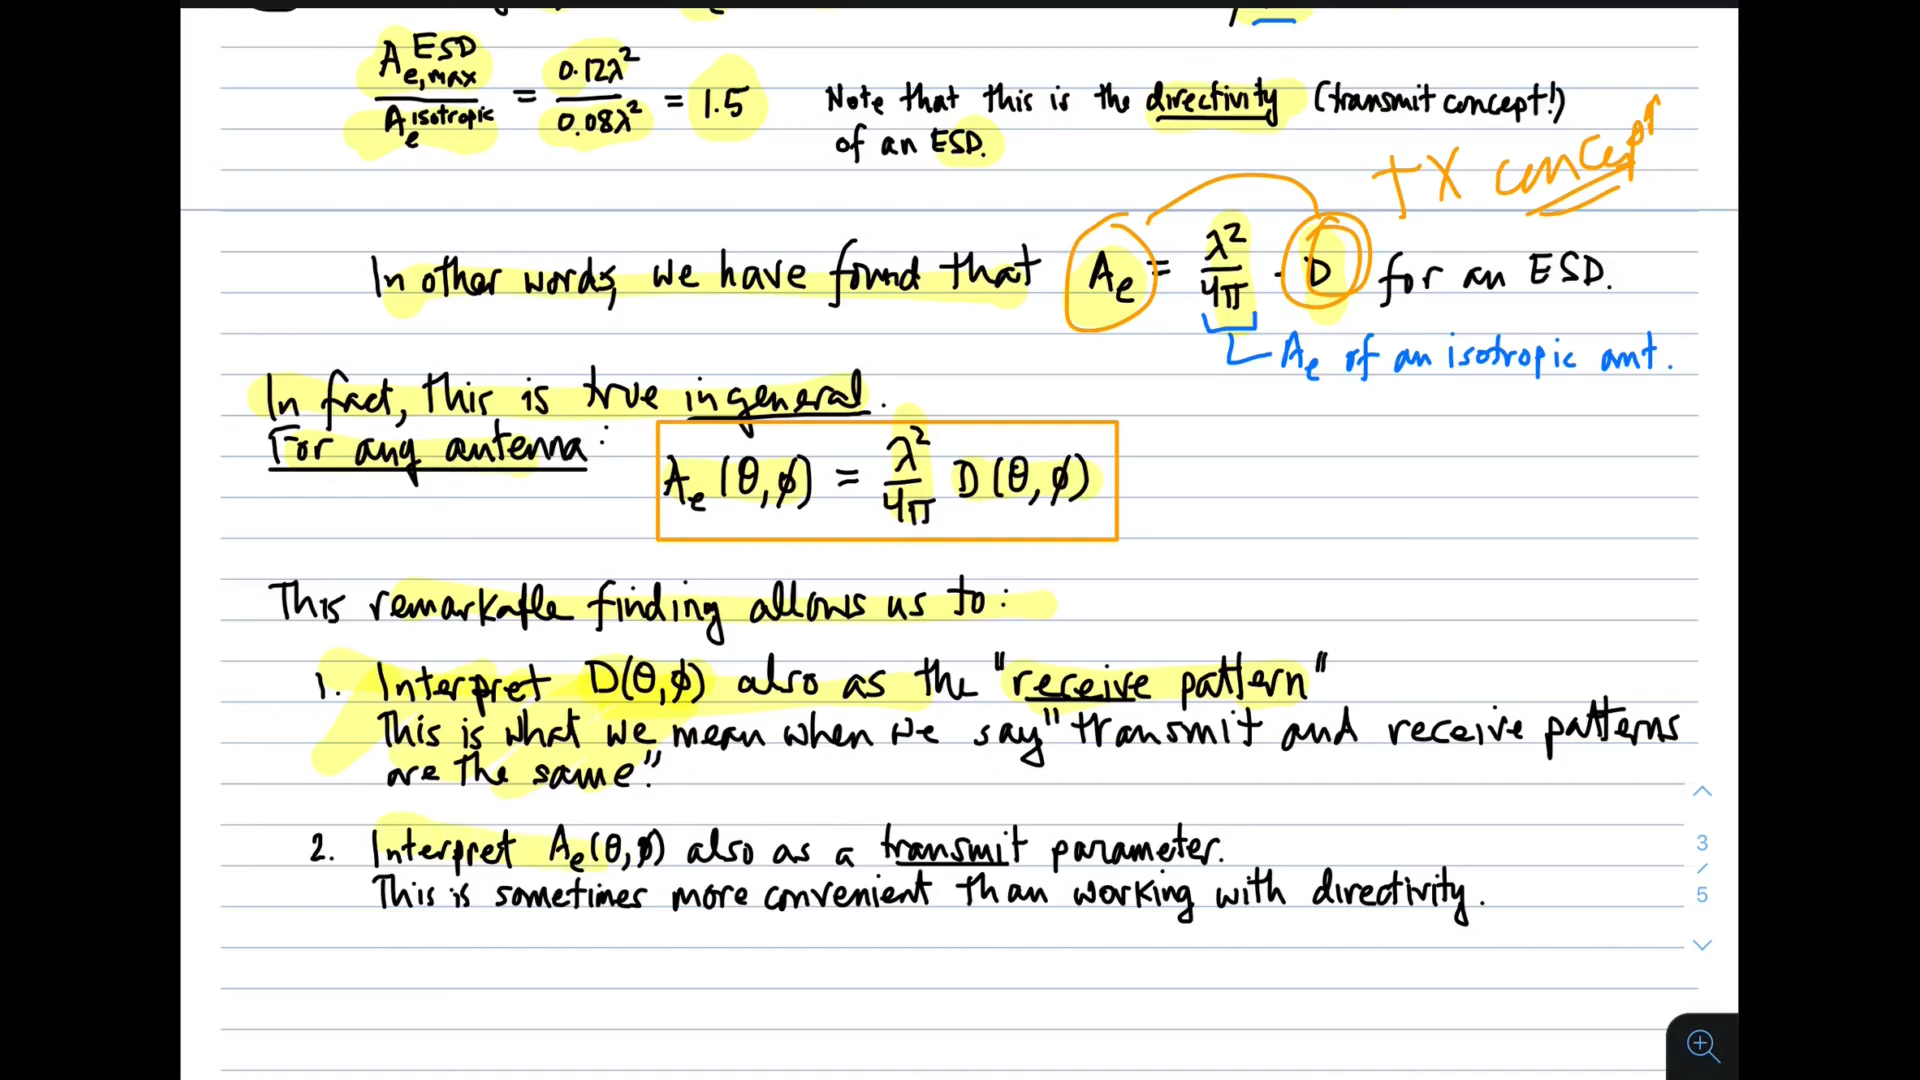 A_{e,max}^{ESD} / A_e^{isotropic} = 0.12λ² / 0.08λ² = 1.5
Note that this is the directivity (transmit concept!)
of an ESD.
TX concept
In other words, we have found that A_e = λ²/4π · D for an ESD.
A_e of an isotropic ant.
In fact, this is true in general.
For any antenna:
A_e(θ,φ) = λ²/4π D(θ,φ)
This remarkable finding allows us to:
1. Interpret D(θ,φ) also as the "receive pattern"
This is what we mean when we say "transmit and receive patterns
are the same."
2. Interpret A_e(θ,φ) also as a transmit parameter.
This is sometimes more convenient than working with directivity.
3
/
5